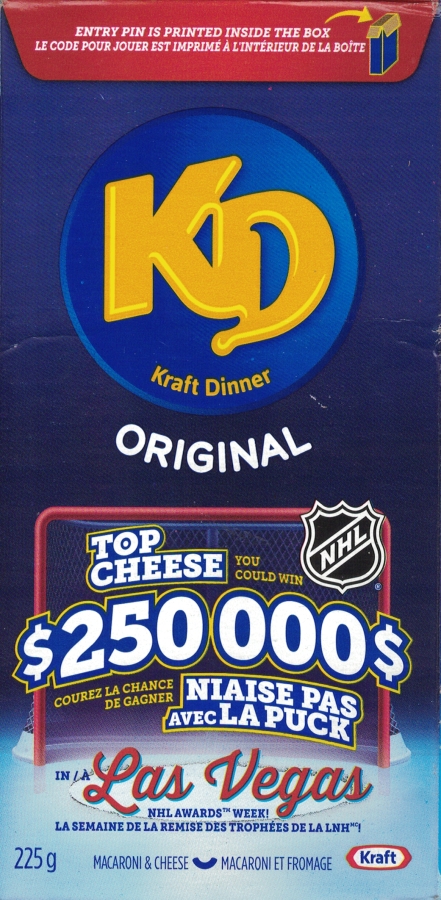 ENTRY PIN IS PRINTED INSIDE THE BOX
LE CODE POUR JOUER EST IMPRIMÉ À L'INTÉRIEUR DE LA BOÎTE
KD
Kraft Dinner
ORIGINAL
NHL
®
TOP
CHEESE
YOU
COULD WIN
$250 000$
COUREZ LA CHANCE
DE GAGNER
NIAISE PAS
AVEC LA PUCK
IN / À
Las Vegas
NHL AWARDS™ WEEK!
LA SEMAINE DE LA REMISE DES TROPHÉES DE LA LNHᴹᶜ!
225 g
MACARONI & CHEESE
MACARONI ET FROMAGE
Kraft